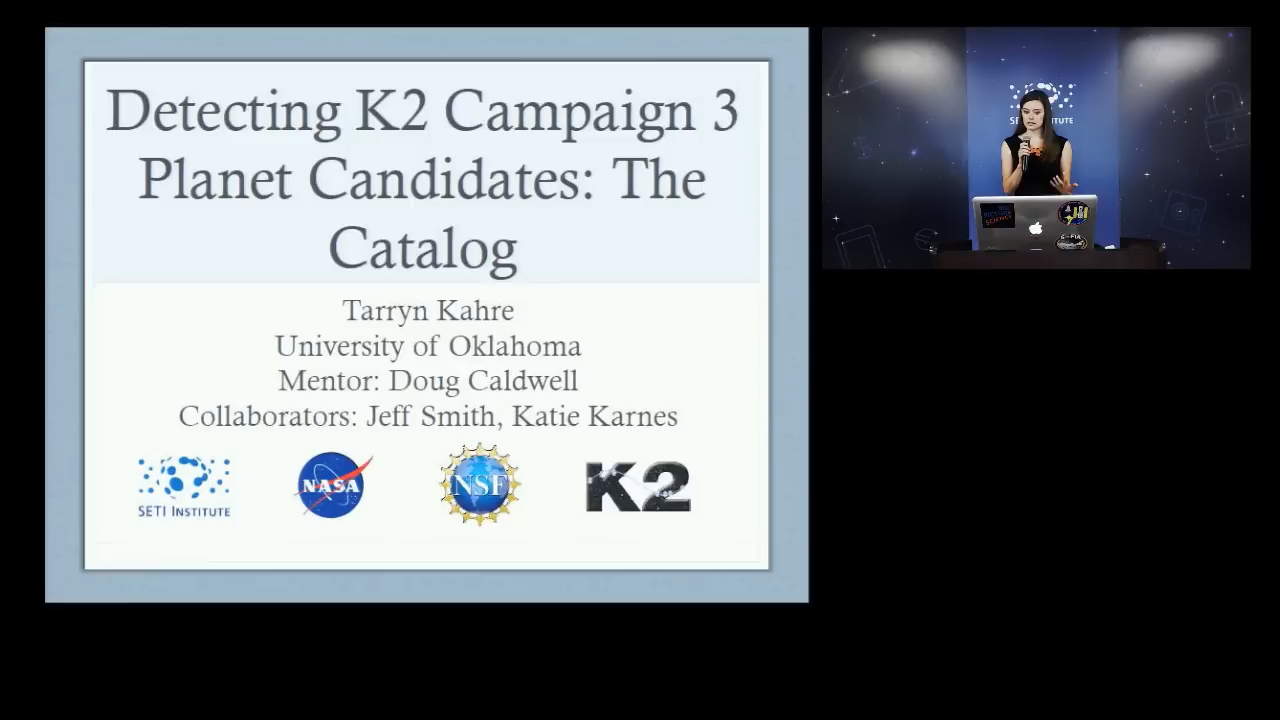 Detecting K2 Campaign 3
Planet Candidates: The
Catalog
Tarryn Kahre
University of Oklahoma
Mentor: Doug Caldwell
Collaborators: Jeff Smith, Katie Karnes
SETI INSTITUTE
NASA
NSF
K2